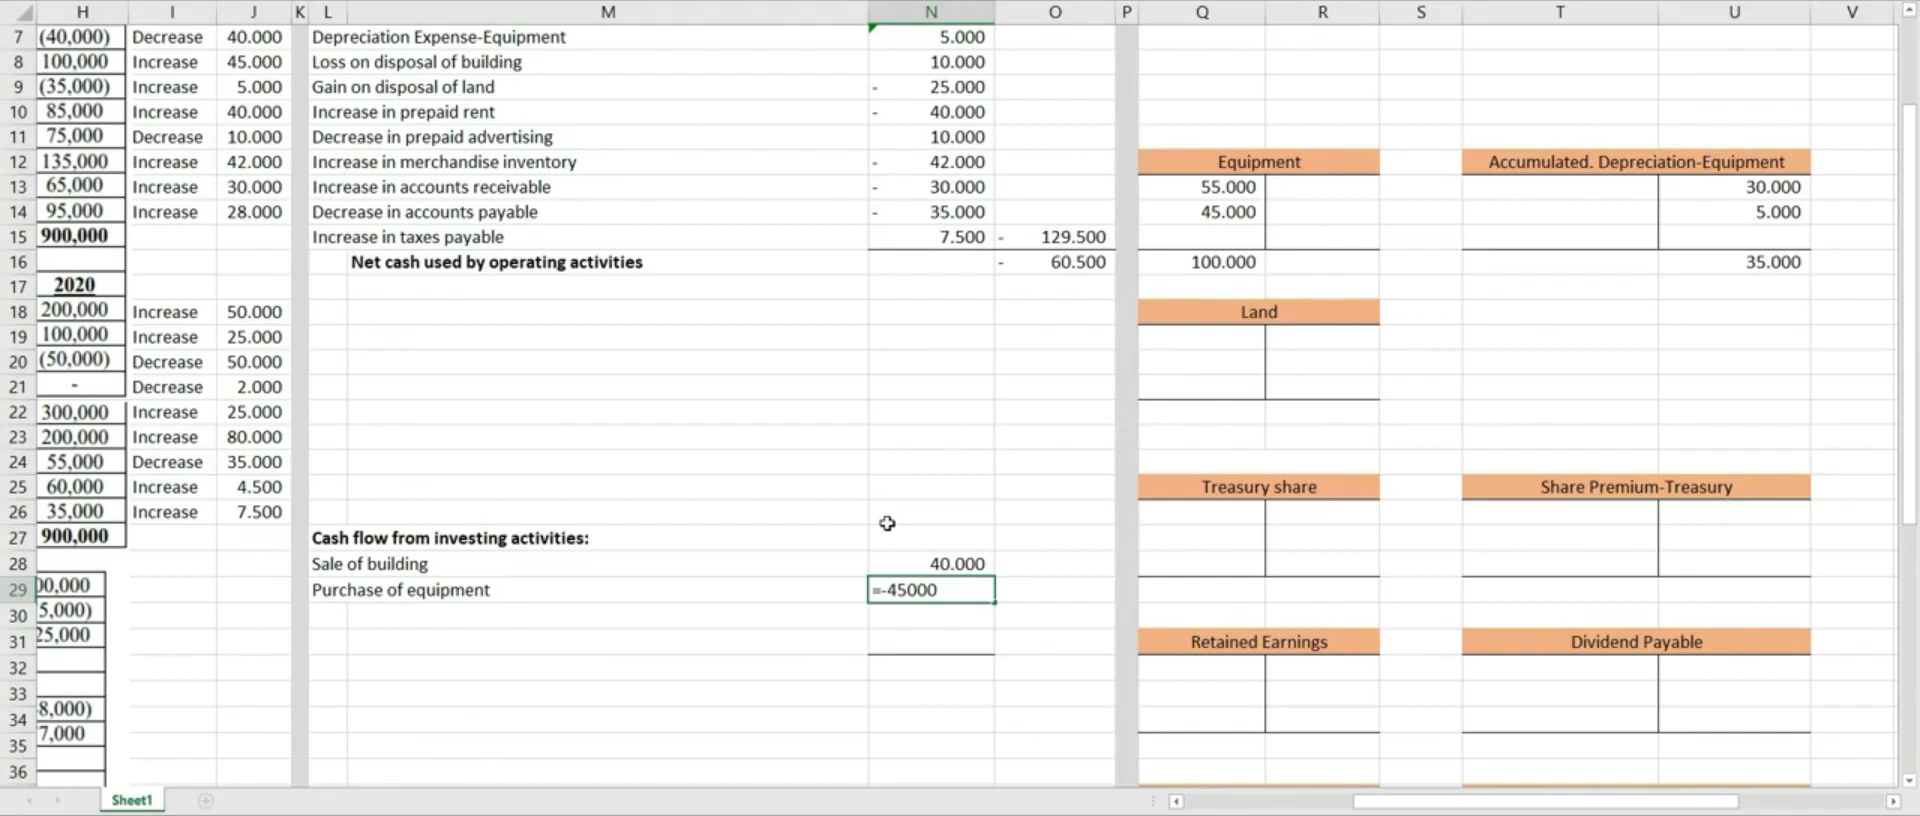 H I J K L M N O P Q R S T U V
7 (40,000) Decrease 40.000 Depreciation Expense-Equipment 5.000
8 100,000 Increase 45.000 Loss on disposal of building 10.000
9 (35,000) Increase 5.000 Gain on disposal of land - 25.000
10 85,000 Increase 40.000 Increase in prepaid rent - 40.000
11 75,000 Decrease 10.000 Decrease in prepaid advertising 10.000
12 135,000 Increase 42.000 Increase in merchandise inventory - 42.000 Equipment Accumulated. Depreciation-Equipment
13 65,000 Increase 30.000 Increase in accounts receivable - 30.000 55.000 30.000
14 95,000 Increase 28.000 Decrease in accounts payable - 35.000 45.000 5.000
15 900,000 Increase in taxes payable 7.500 - 129.500
16 Net cash used by operating activities - 60.500 100.000 35.000
17 2020
18 200,000 Increase 50.000 Land
19 100,000 Increase 25.000
20 (50,000) Decrease 50.000
21 - Decrease 2.000
22 300,000 Increase 25.000
23 200,000 Increase 80.000
24 55,000 Decrease 35.000
25 60,000 Increase 4.500 Treasury share Share Premium-Treasury
26 35,000 Increase 7.500
27 900,000 Cash flow from investing activities:
28 Sale of building 40.000
29 00,000 Purchase of equipment =-45000
30 5,000)
31 25,000 Retained Earnings Dividend Payable
32
33
34 8,000)
35 7,000
36
Sheet1